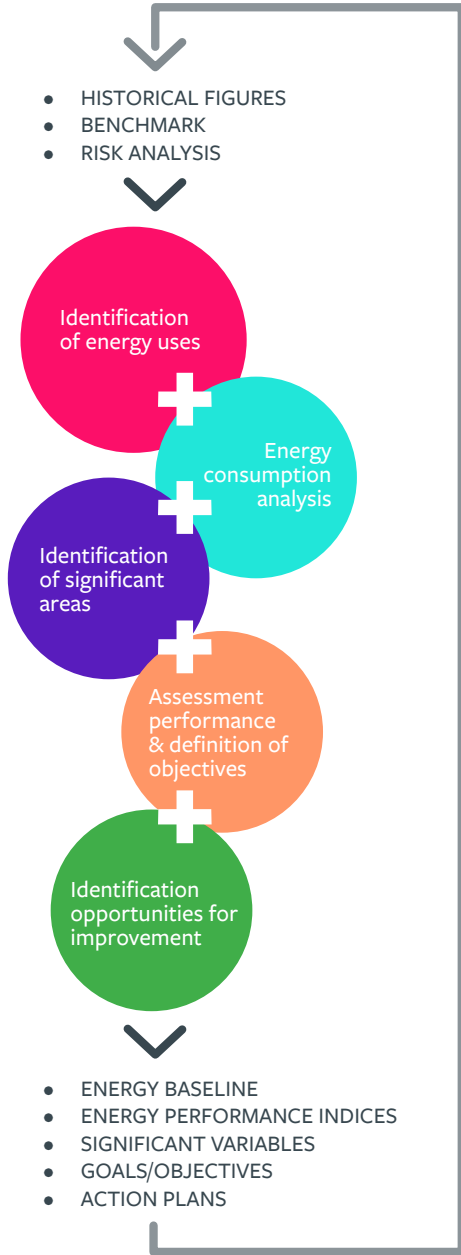 ● HISTORICAL FIGURES
● BENCHMARK
● RISK ANALYSIS
Identification
of energy uses
Energy
consumption
analysis
Identification
of significant
areas
Assessment
performance
& definition of
objectives
Identification
opportunities for
improvement
● ENERGY BASELINE
● ENERGY PERFORMANCE INDICES
● SIGNIFICANT VARIABLES
● GOALS/OBJECTIVES
● ACTION PLANS